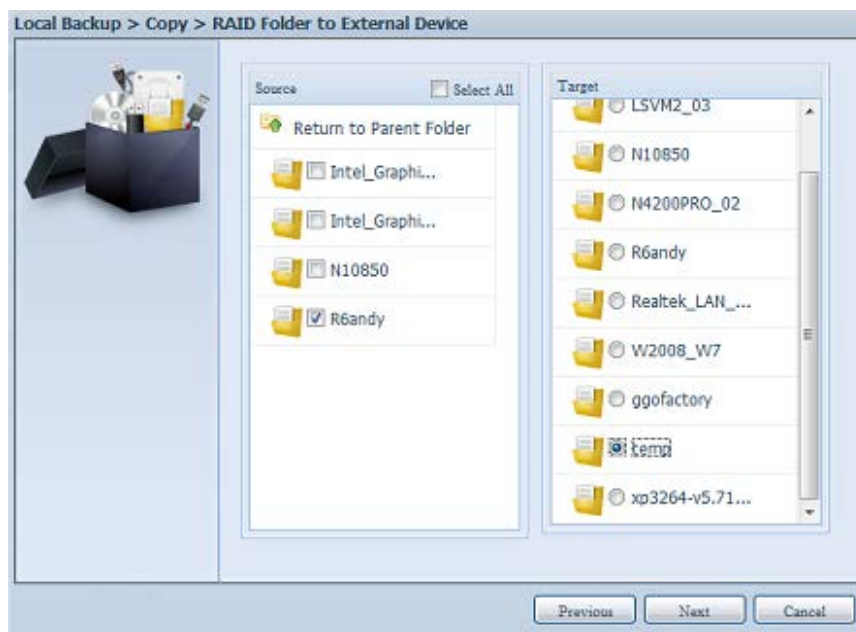 Local Backup > Copy > RAID Folder to External Device
Source
Select All
Return to Parent Folder
Intel_Graphi...
Intel_Graphi...
N10850
R6andy
Target
LSVM2_03
N10850
N4200PRO_02
R6andy
Realtek_LAN_...
W2008_W7
ggofactory
temp
xp3264-v5.71...
Previous
Next
Cancel